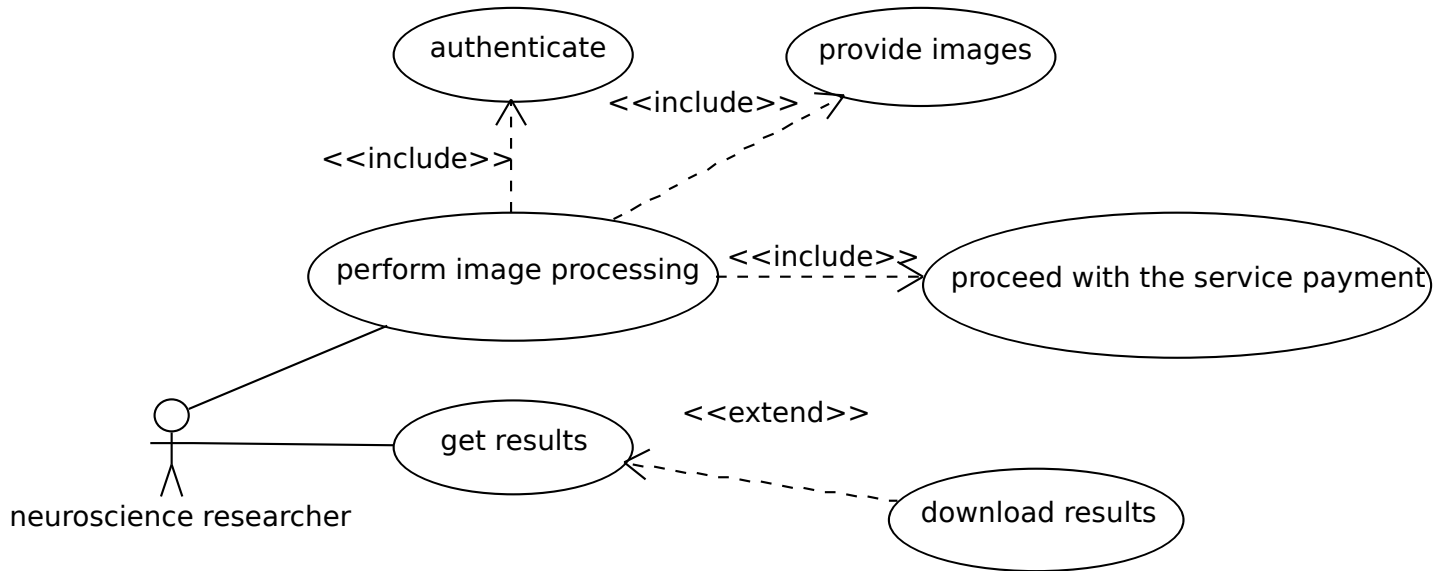 authenticate
provide images
<<include>>
<<include>>
perform image processing
<<include>>
proceed with the service payment
<<extend>>
get results
download results
neuroscience researcher